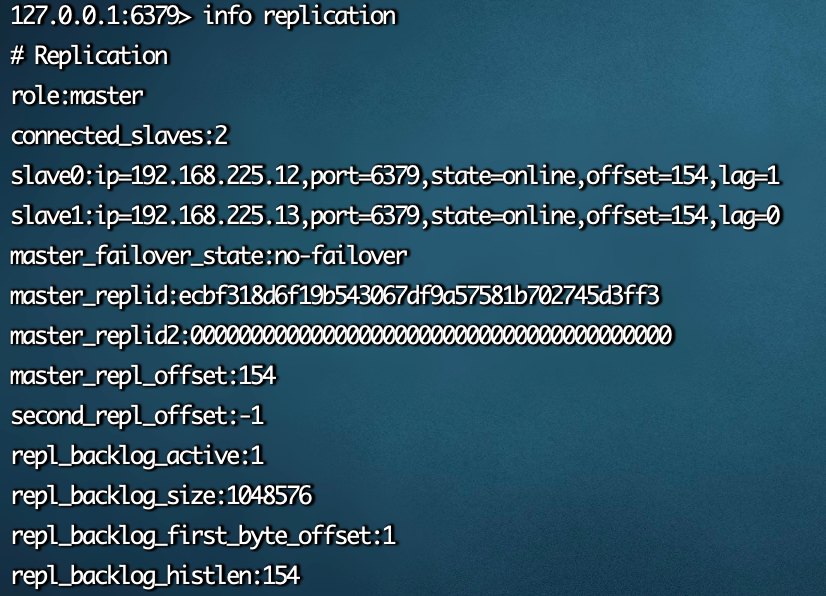 127.0.0.1:6379> info replication
# Replication
role:master
connected_slaves:2
slave0:ip=192.168.225.12,port=6379,state=online,offset=154,lag=1
slave1:ip=192.168.225.13,port=6379,state=online,offset=154,lag=0
master_failover_state:no-failover
master_replid:ecbf318d6f19b543067df9a57581b702745d3ff3
master_replid2:0000000000000000000000000000000000000000
master_repl_offset:154
second_repl_offset:-1
repl_backlog_active:1
repl_backlog_size:1048576
repl_backlog_first_byte_offset:1
repl_backlog_histlen:154